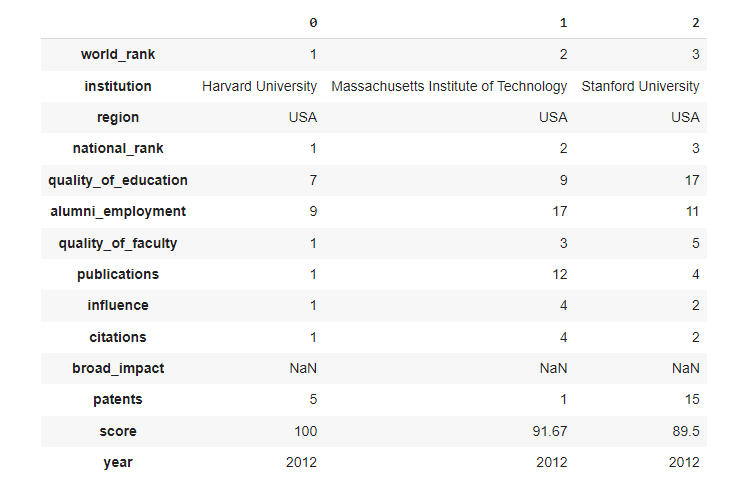 0 1 2
world_rank 1 2 3
institution Harvard University Massachusetts Institute of Technology Stanford University
region USA USA USA
national_rank 1 2 3
quality_of_education 7 9 17
alumni_employment 9 17 11
quality_of_faculty 1 3 5
publications 1 12 4
influence 1 4 2
citations 1 4 2
broad_impact NaN NaN NaN
patents 5 1 15
score 100 91.67 89.5
year 2012 2012 2012